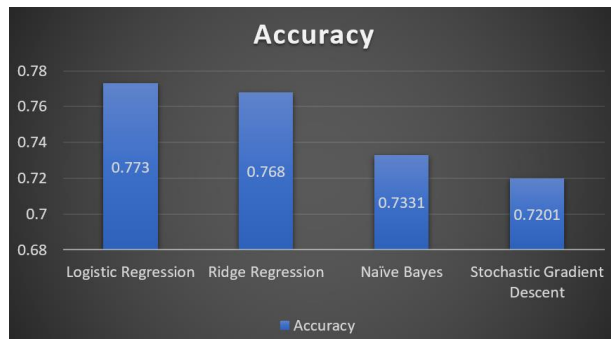 Accuracy
0.78
0.76
0.74
0.72
0.7
0.68
0.773
0.768
0.7331
0.7201
Logistic Regression
Ridge Regression
Naïve Bayes
Stochastic Gradient
Descent
Accuracy